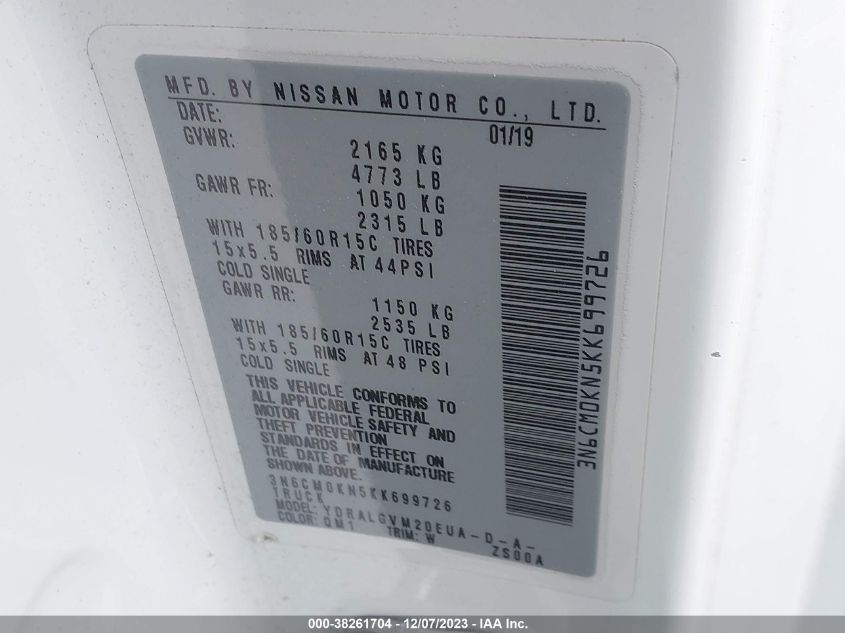 MFD. BY NISSAN MOTOR CO., LTD.
DATE: 01/19
GVWR: 2165 KG
4773 LB
GAWR FR: 1050 KG
2315 LB
WITH 185/60R15C TIRES
15x5.5 RIMS AT 44PSI
COLD SINGLE
GAWR RR: 1150 KG
2535 LB
WITH 185/60R15C TIRES
15x5.5 RIMS AT 48 PSI
COLD SINGLE
THIS VEHICLE CONFORMS TO
ALL APPLICABLE FEDERAL
MOTOR VEHICLE SAFETY AND
THEFT PREVENTION
STANDARDS IN EFFECT ON
THE DATE OF MANUFACTURE
SHOWN ABOVE.
3N6CM0KN5KK699726
TRUCK
MODEL: YDRALGVM20EUA-D-A-
ZS00A
COLOR: QM1 TRIM: W
3N6CM0KN5KK699726
000-38261704 - 12/07/2023 - IAA Inc.